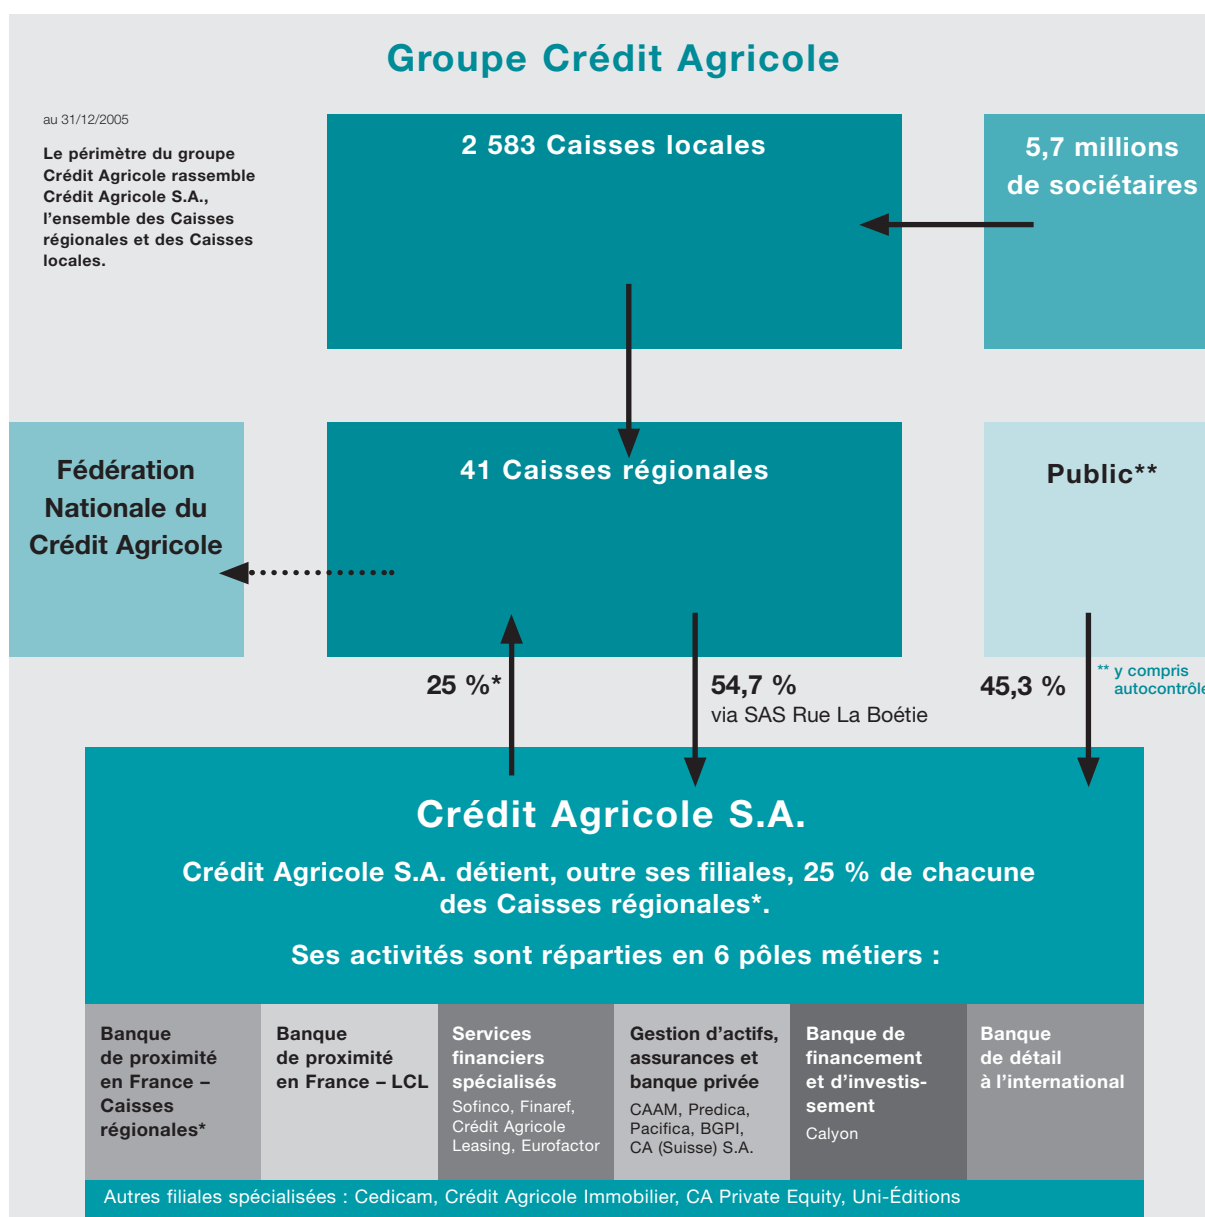 Groupe Crédit Agricole
au 31/12/2005
Le périmètre du groupe
Crédit Agricole rassemble
Crédit Agricole S.A.,
l'ensemble des Caisses
régionales et des Caisses
locales.
2 583 Caisses locales
5,7 millions
de sociétaires
Fédération
Nationale du
Crédit Agricole
41 Caisses régionales
Public**
25 %*
54,7 %
via SAS Rue La Boétie
45,3 %
** y compris
autocontrôle
Crédit Agricole S.A.
Crédit Agricole S.A. détient, outre ses filiales, 25 % de chacune
des Caisses régionales*.
Ses activités sont réparties en 6 pôles métiers :
Banque
de proximité
en France –
Caisses
régionales*
Banque
de proximité
en France – LCL
Services
financiers
spécialisés
Sofinco, Finaref,
Crédit Agricole
Leasing, Eurofactor
Gestion d'actifs,
assurances et
banque privée
CAAM, Predica,
Pacifica, BGPI,
CA (Suisse) S.A.
Banque de
financement
et d'investis-
sement
Calyon
Banque
de détail
à l'international
Autres filiales spécialisées : Cedicam, Crédit Agricole Immobilier, CA Private Equity, Uni-Éditions